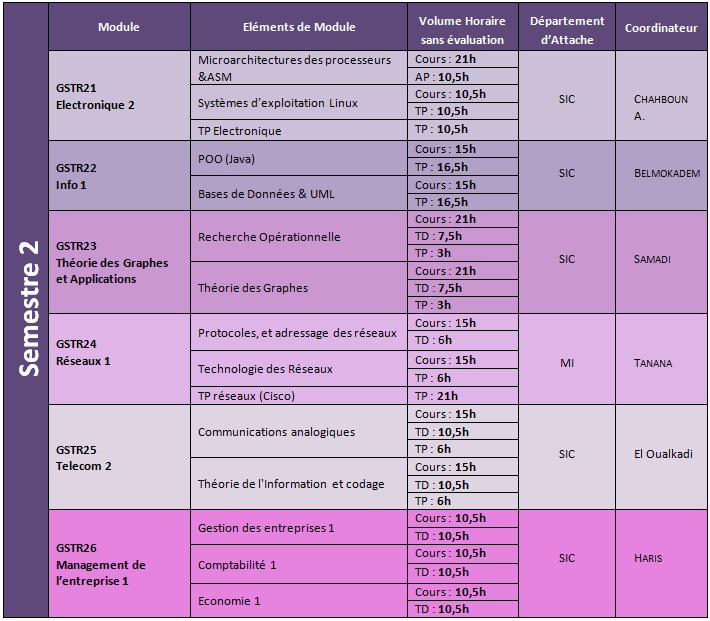 Semestre 2
Module
Eléments de Module
Volume Horaire
sans évaluation
Département
d’Attache
Coordinateur
GSTR21
Electronique 2
Microarchitectures des processeurs
&ASM
Cours : 21h
AP : 10,5h
Systèmes d’exploitation Linux
Cours : 10,5h
TP : 10,5h
TP Electronique
TP : 10,5h
SIC
CHAHBOUN
A.
GSTR22
Info 1
POO (Java)
Cours : 15h
TP : 16,5h
Bases de Données & UML
Cours : 15h
TP : 16,5h
SIC
BELMOKADEM
GSTR23
Théorie des Graphes
et Applications
Recherche Opérationnelle
Cours : 21h
TD : 7,5h
TP : 3h
Théorie des Graphes
Cours : 21h
TD : 7,5h
TP : 3h
SIC
SAMADI
GSTR24
Réseaux 1
Protocoles, et adressage des réseaux
Cours : 15h
TD : 6h
Technologie des Réseaux
Cours : 15h
TP : 6h
TP réseaux (Cisco)
TP : 21h
MI
TANANA
GSTR25
Telecom 2
Communications analogiques
Cours : 15h
TD : 10,5h
TP : 6h
Théorie de l'Information et codage
Cours : 15h
TD : 10,5h
TP : 6h
SIC
El Oualkadi
GSTR26
Management de
l’entreprise 1
Gestion des entreprises 1
Cours : 10,5h
TD : 10,5h
Comptabilité 1
Cours : 10,5h
TD : 10,5h
Economie 1
Cours : 10,5h
TD : 10,5h
SIC
HARIS